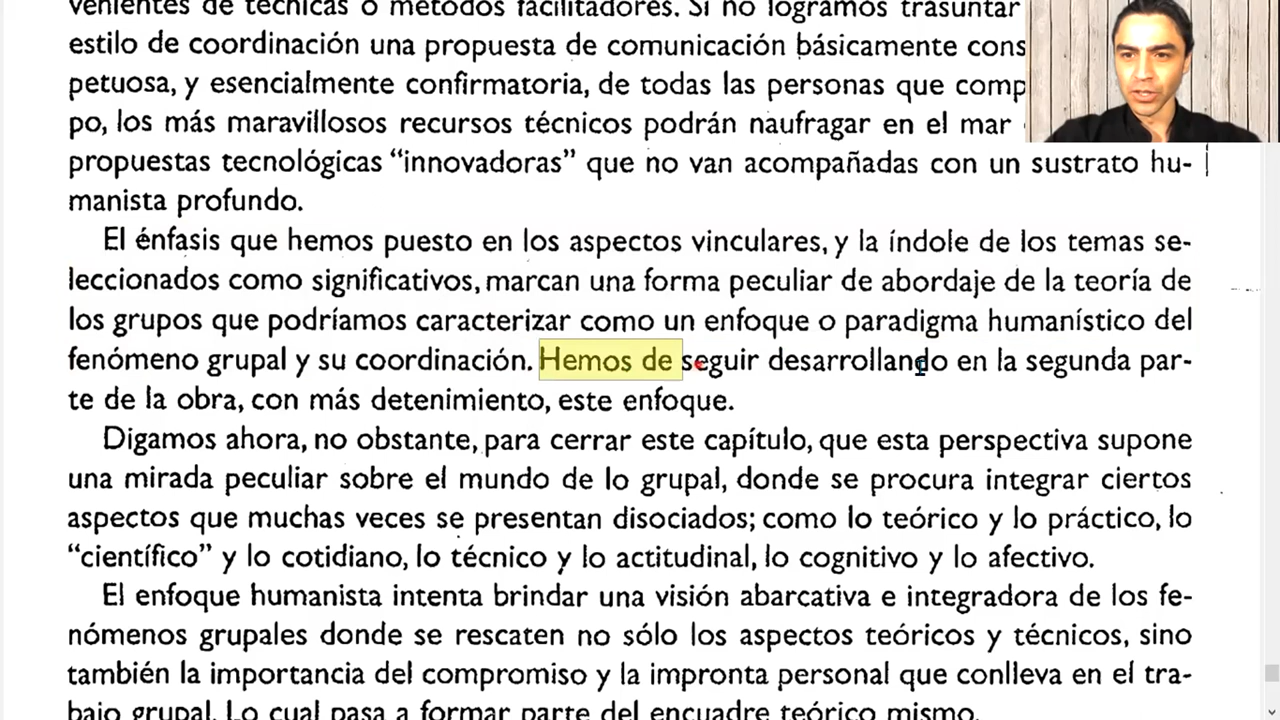 venientes de técnicas o métodos facilitadores. Si no logramos trasuntar
estilo de coordinación una propuesta de comunicación básicamente cons
petuosa, y esencialmente confirmatoria, de todas las personas que comp
po, los más maravillosos recursos técnicos podrán naufragar en el mar
propuestas tecnológicas “innovadoras” que no van acompañadas con un sustrato hu-
manista profundo.
El énfasis que hemos puesto en los aspectos vinculares, y la índole de los temas se-
leccionados como significativos, marcan una forma peculiar de abordaje de la teoría de
los grupos que podríamos caracterizar como un enfoque o paradigma humanístico del
fenómeno grupal y su coordinación. Hemos de seguir desarrollando en la segunda par-
te de la obra, con más detenimiento, este enfoque.
Digamos ahora, no obstante, para cerrar este capítulo, que esta perspectiva supone
una mirada peculiar sobre el mundo de lo grupal, donde se procura integrar ciertos
aspectos que muchas veces se presentan disociados; como lo teórico y lo práctico, lo
“científico” y lo cotidiano, lo técnico y lo actitudinal, lo cognitivo y lo afectivo.
El enfoque humanista intenta brindar una visión abarcativa e integradora de los fe-
nómenos grupales donde se rescaten no sólo los aspectos teóricos y técnicos, sino
también la importancia del compromiso y la impronta personal que conlleva en el tra-
bajo grupal. Lo cual pasa a formar parte del encuadre teórico mismo.